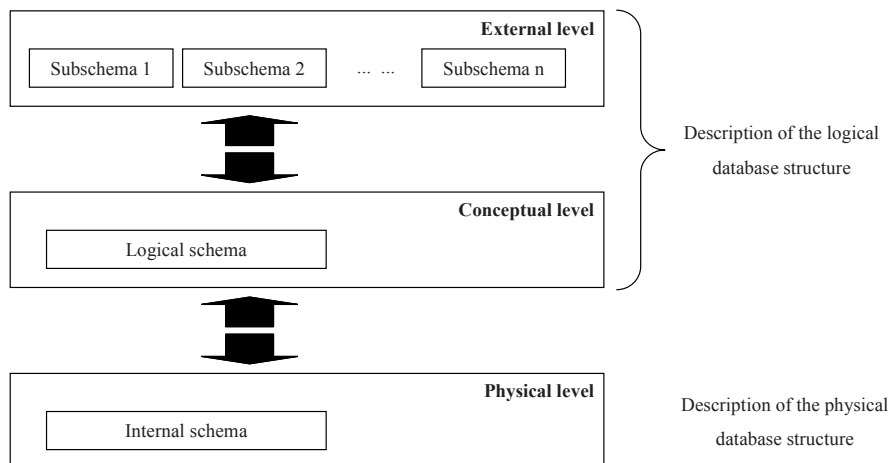 External level
Subschema 1 Subschema 2 ... ... Subschema n
Description of the logical
database structure
Conceptual level
Logical schema
Physical level
Internal schema
Description of the physical
database structure